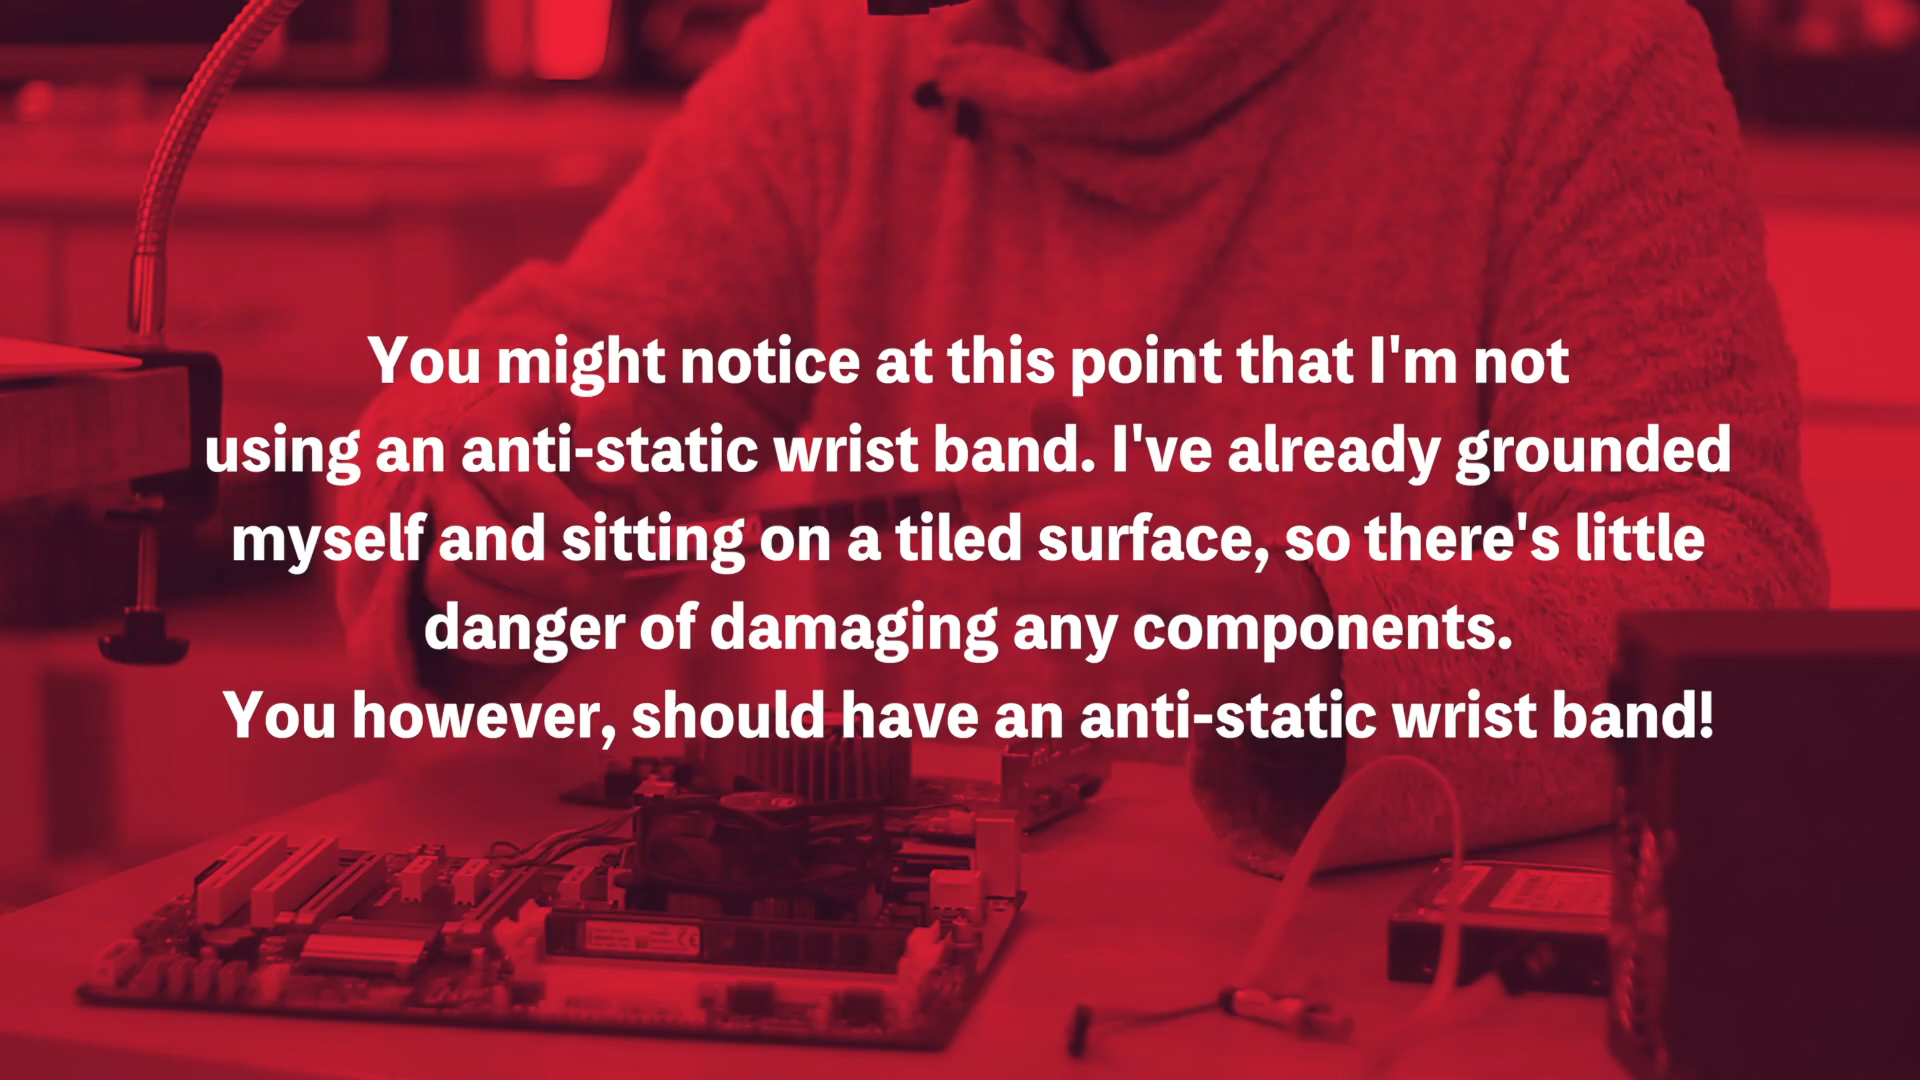 You might notice at this point that I'm not
using an anti-static wrist band. I've already grounded
myself and sitting on a tiled surface, so there's little
danger of damaging any components.
You however, should have an anti-static wrist band!